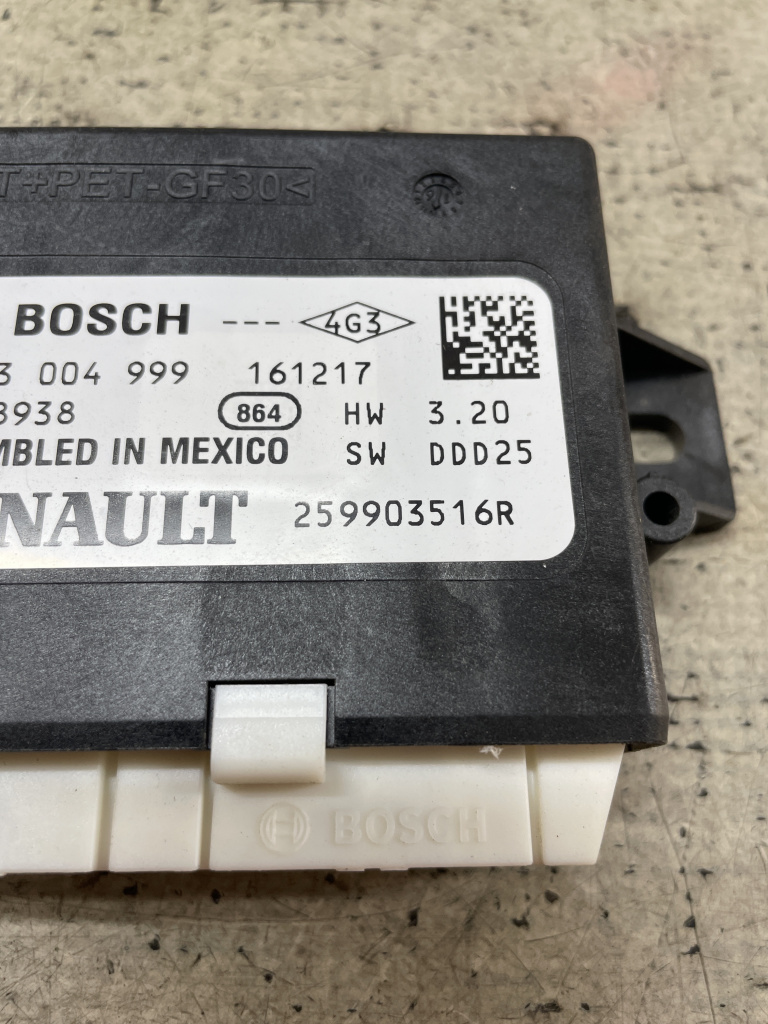 T+PET-GF30<
BOSCH --- 4G3
3 004 999 161217
8938 864 HW 3.20
MBLED IN MEXICO SW DDD25
NAULT 259903516R
BOSCH